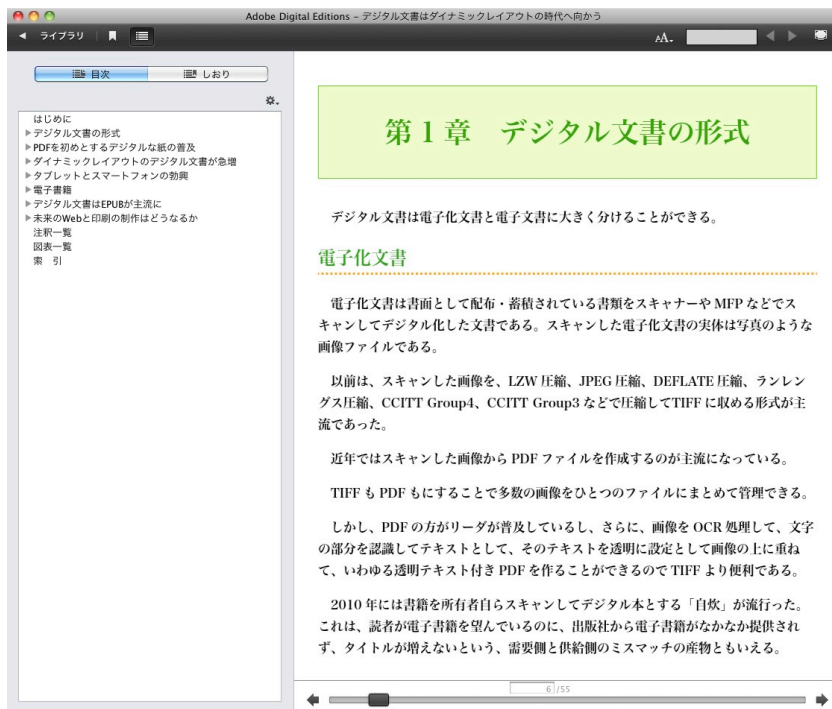 Adobe Digital Editions – デジタル文書はダイナミックレイアウトの時代へ向かう
ライブラリ
AA
目次
しおり
はじめに
デジタル文書の形式
PDFを初めとするデジタルな紙の普及
ダイナミックレイアウトのデジタル文書が急増
タブレットとスマートフォンの勃興
電子書籍
デジタル文書はEPUBが主流に
未来のWebと印刷の制作はどうなるか
注釈一覧
図表一覧
索 引
第1章 デジタル文書の形式
デジタル文書は電子化文書と電子文書に大きく分けることができる。
電子化文書
電子化文書は書面として配布・蓄積されている書類をスキャナーや MFP などでス
キャンしてデジタル化した文書である。スキャンした電子化文書の実体は写真のような
画像ファイルである。
以前は、スキャンした画像を、LZW 圧縮、JPEG 圧縮、DEFLATE 圧縮、ランレン
グス圧縮、CCITT Group4、CCITT Group3 などで圧縮してTIFF に収める形式が主
流であった。
近年ではスキャンした画像から PDF ファイルを作成するのが主流になっている。
TIFF も PDF もにすることで多数の画像をひとつのファイルにまとめて管理できる。
しかし、PDF の方がリーダが普及しているし、さらに、画像を OCR 処理して、文字
の部分を認識してテキストとして、そのテキストを透明に設定として画像の上に重ね
て、いわゆる透明テキスト付き PDF を作ることができるので TIFF より便利である。
2010 年には書籍を所有者自らスキャンしてデジタル本とする「自炊」が流行った。
これは、読者が電子書籍を望んでいるのに、出版社から電子書籍がなかなか提供され
ず、タイトルが増えないという、需要側と供給側のミスマッチの産物ともいえる。
6 /55